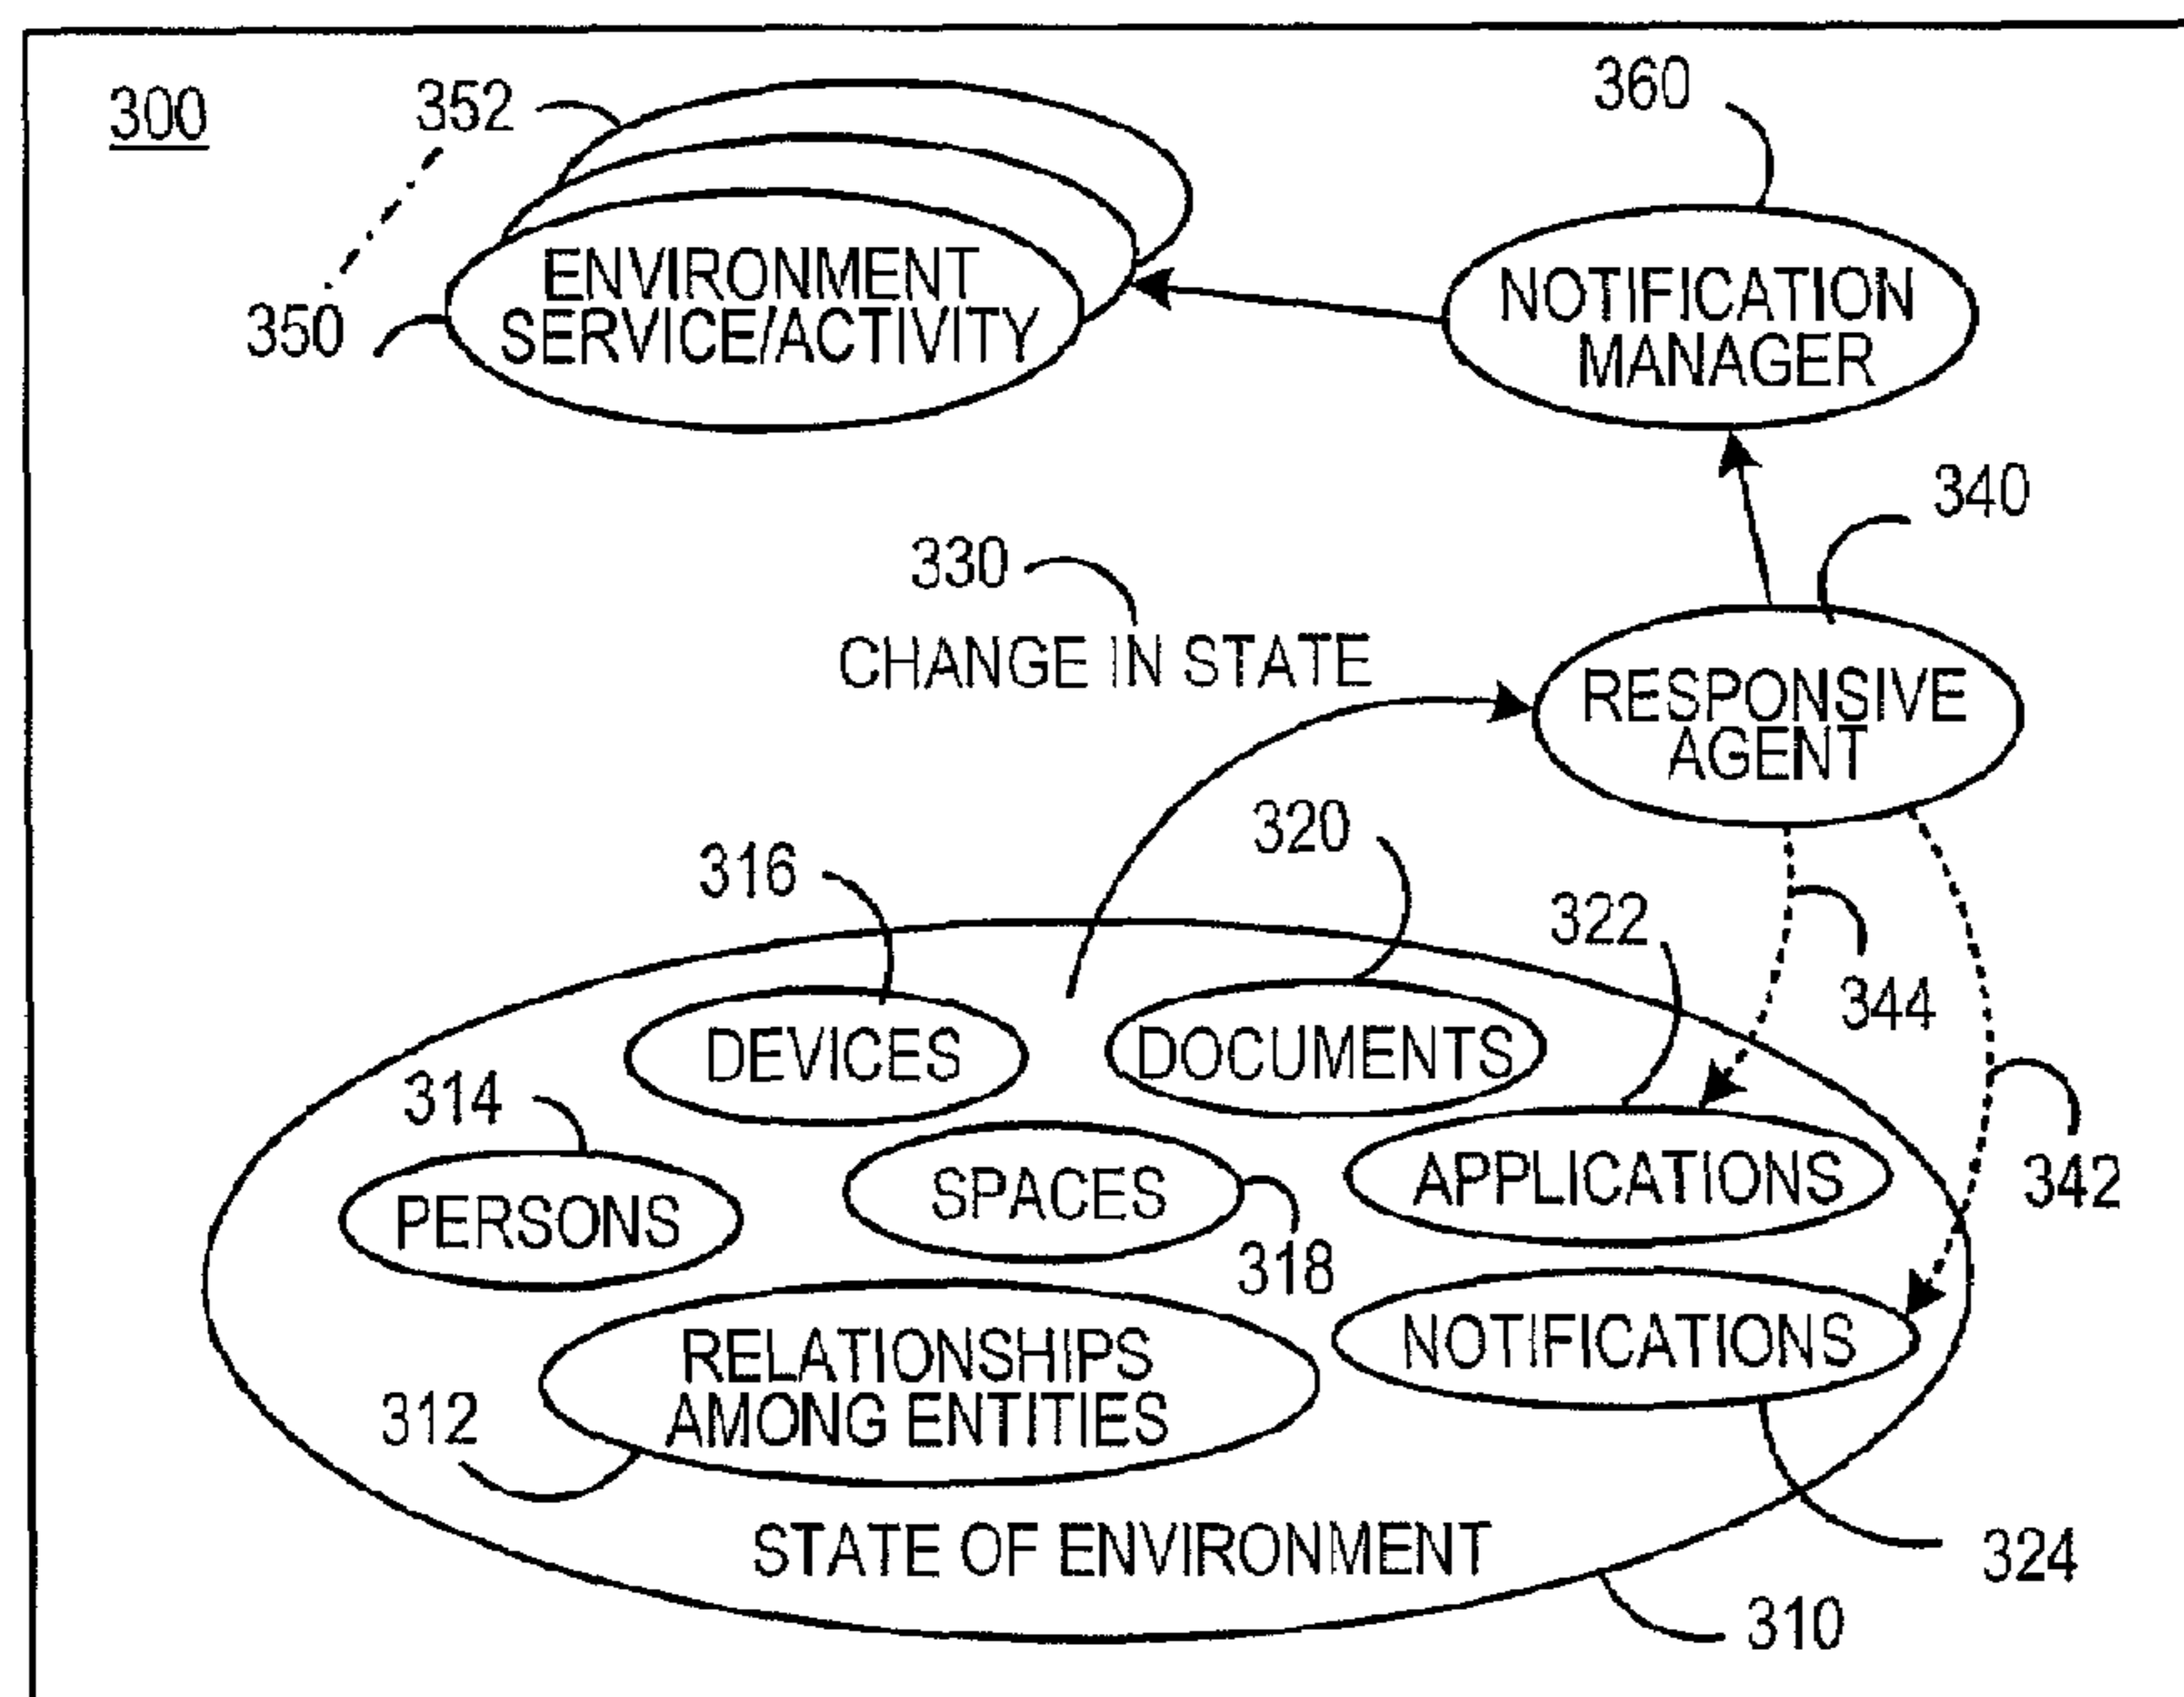 300
352
360
350
ENVIRONMENT
SERVICE/ACTIVITY
NOTIFICATION
MANAGER
340
330
CHANGE IN STATE
RESPONSIVE
AGENT
320
316
322
344
DEVICES
DOCUMENTS
314
342
PERSONS
SPACES
APPLICATIONS
318
RELATIONSHIPS
AMONG ENTITIES
NOTIFICATIONS
312
STATE OF ENVIRONMENT
324
310